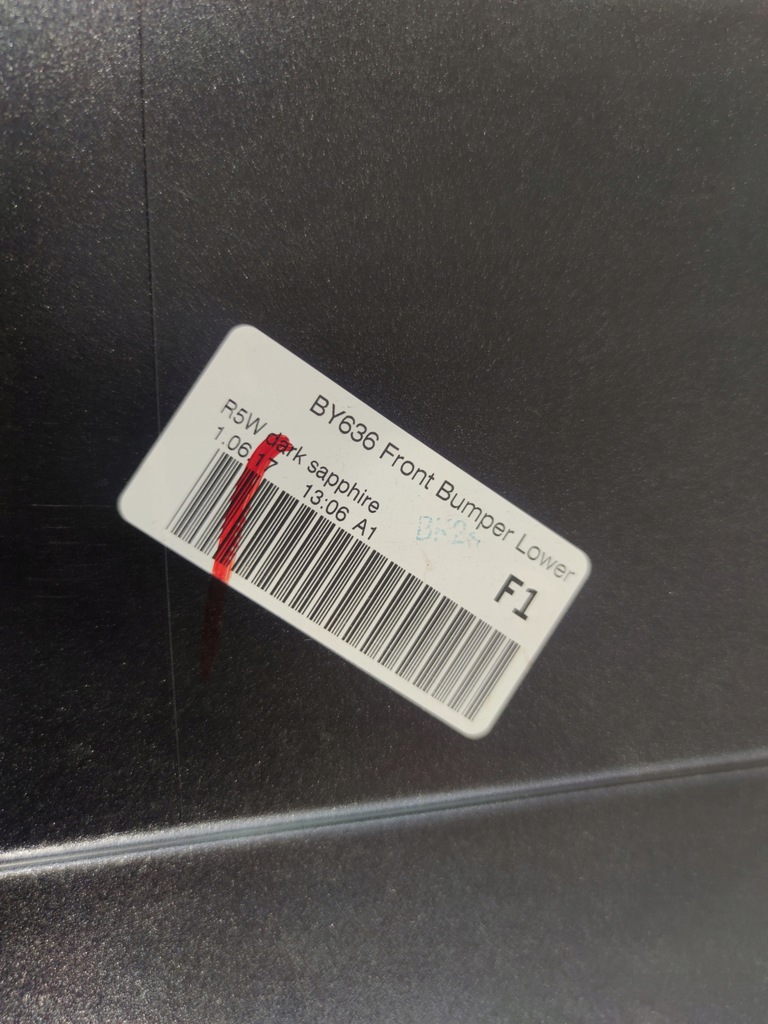 BY636 Front Bumper Lower
R5W dark sapphire
1.06.17 13:06 A1
F1